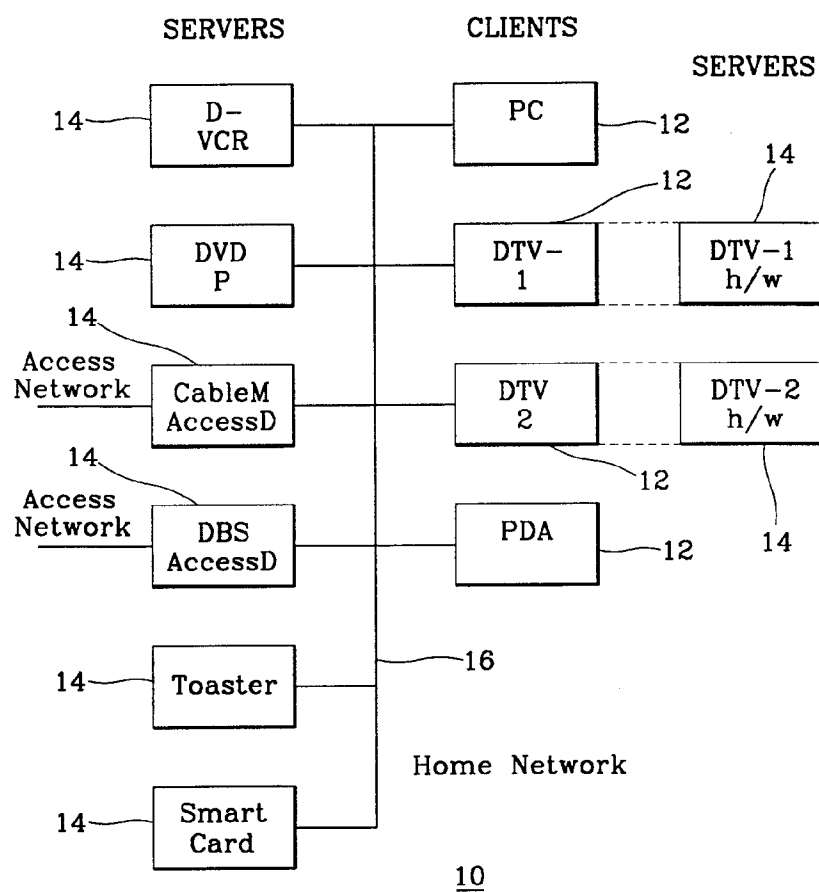 SERVERS
CLIENTS
SERVERS
14
D-
VCR
PC
12
14
12
14
DVD
P
DTV-
1
DTV-1
h/w
14
Access
Network
CableM
AccessD
DTV
2
DTV-2
h/w
14
12
Access
Network
DBS
AccessD
PDA
12
14
14
Toaster
16
Home Network
14
Smart
Card
10